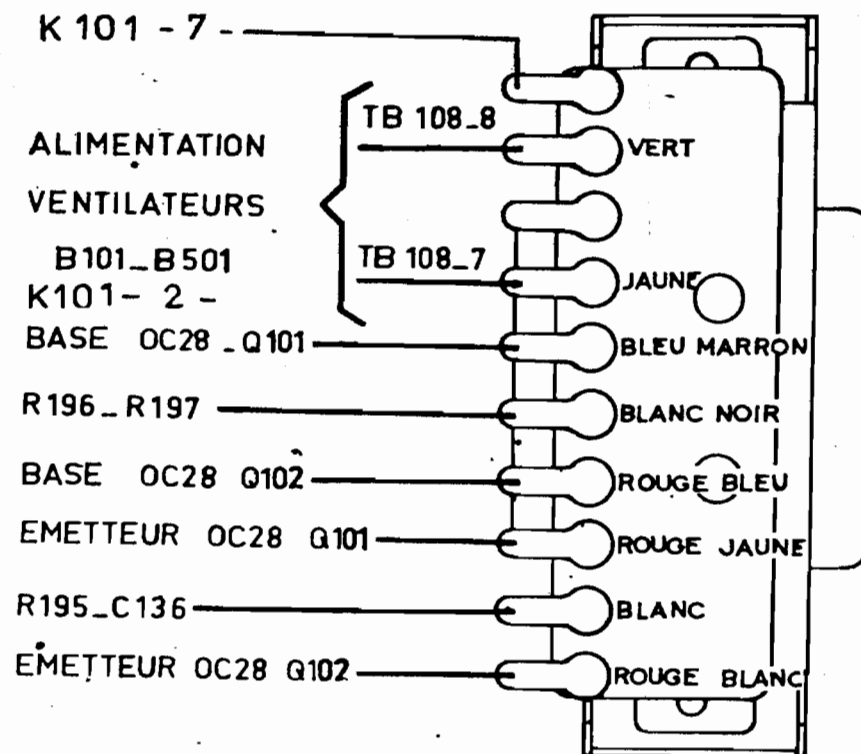 K 101 - 7 -
TB 108_8
ALIMENTATION
VERT
VENTILATEURS
B101_B501
TB 108_7
JAUNE
K101- 2 -
BASE OC28 _ Q101
BLEU MARRON
R196_R197
BLANC NOIR
BASE OC28 Q102
ROUGE BLEU
EMETTEUR OC28 Q101
ROUGE JAUNE
R195_C136
BLANC
EMETTEUR OC28 Q102
ROUGE BLANC